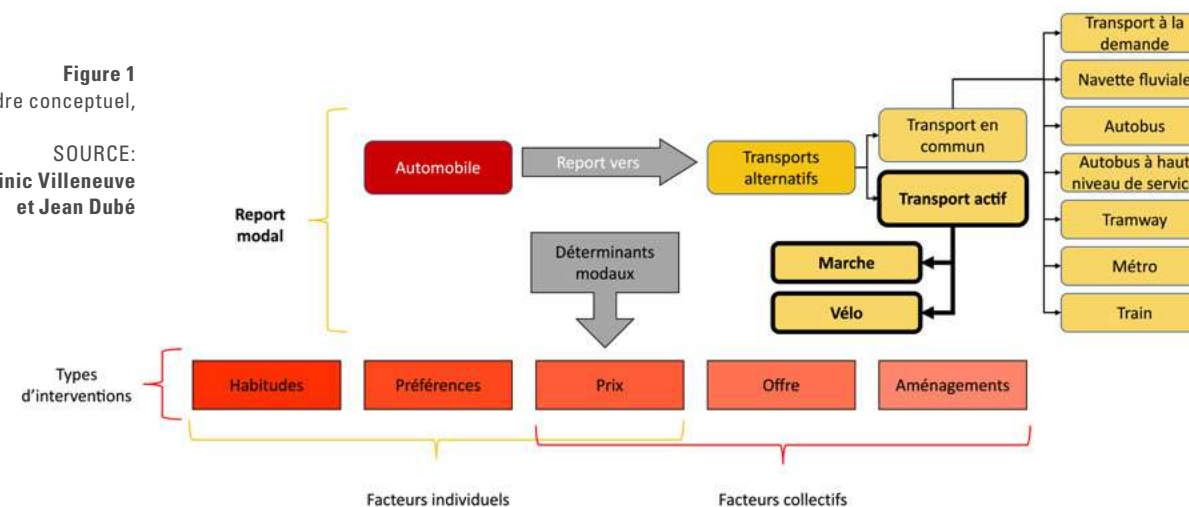 Figure 1
dre conceptuel,
SOURCE:
inic Villeneuve
et Jean Dubé
Report
modal
Automobile
Report vers
Transports
alternatifs
Transport en
commun
Transport actif
Marche
Vélo
Transport à la
demande
Navette fluviale
Autobus
Autobus à haut
niveau de servic
Tramway
Métro
Train
Déterminants
modaux
Types
d'interventions
Habitudes
Préférences
Prix
Offre
Aménagements
Facteurs individuels
Facteurs collectifs